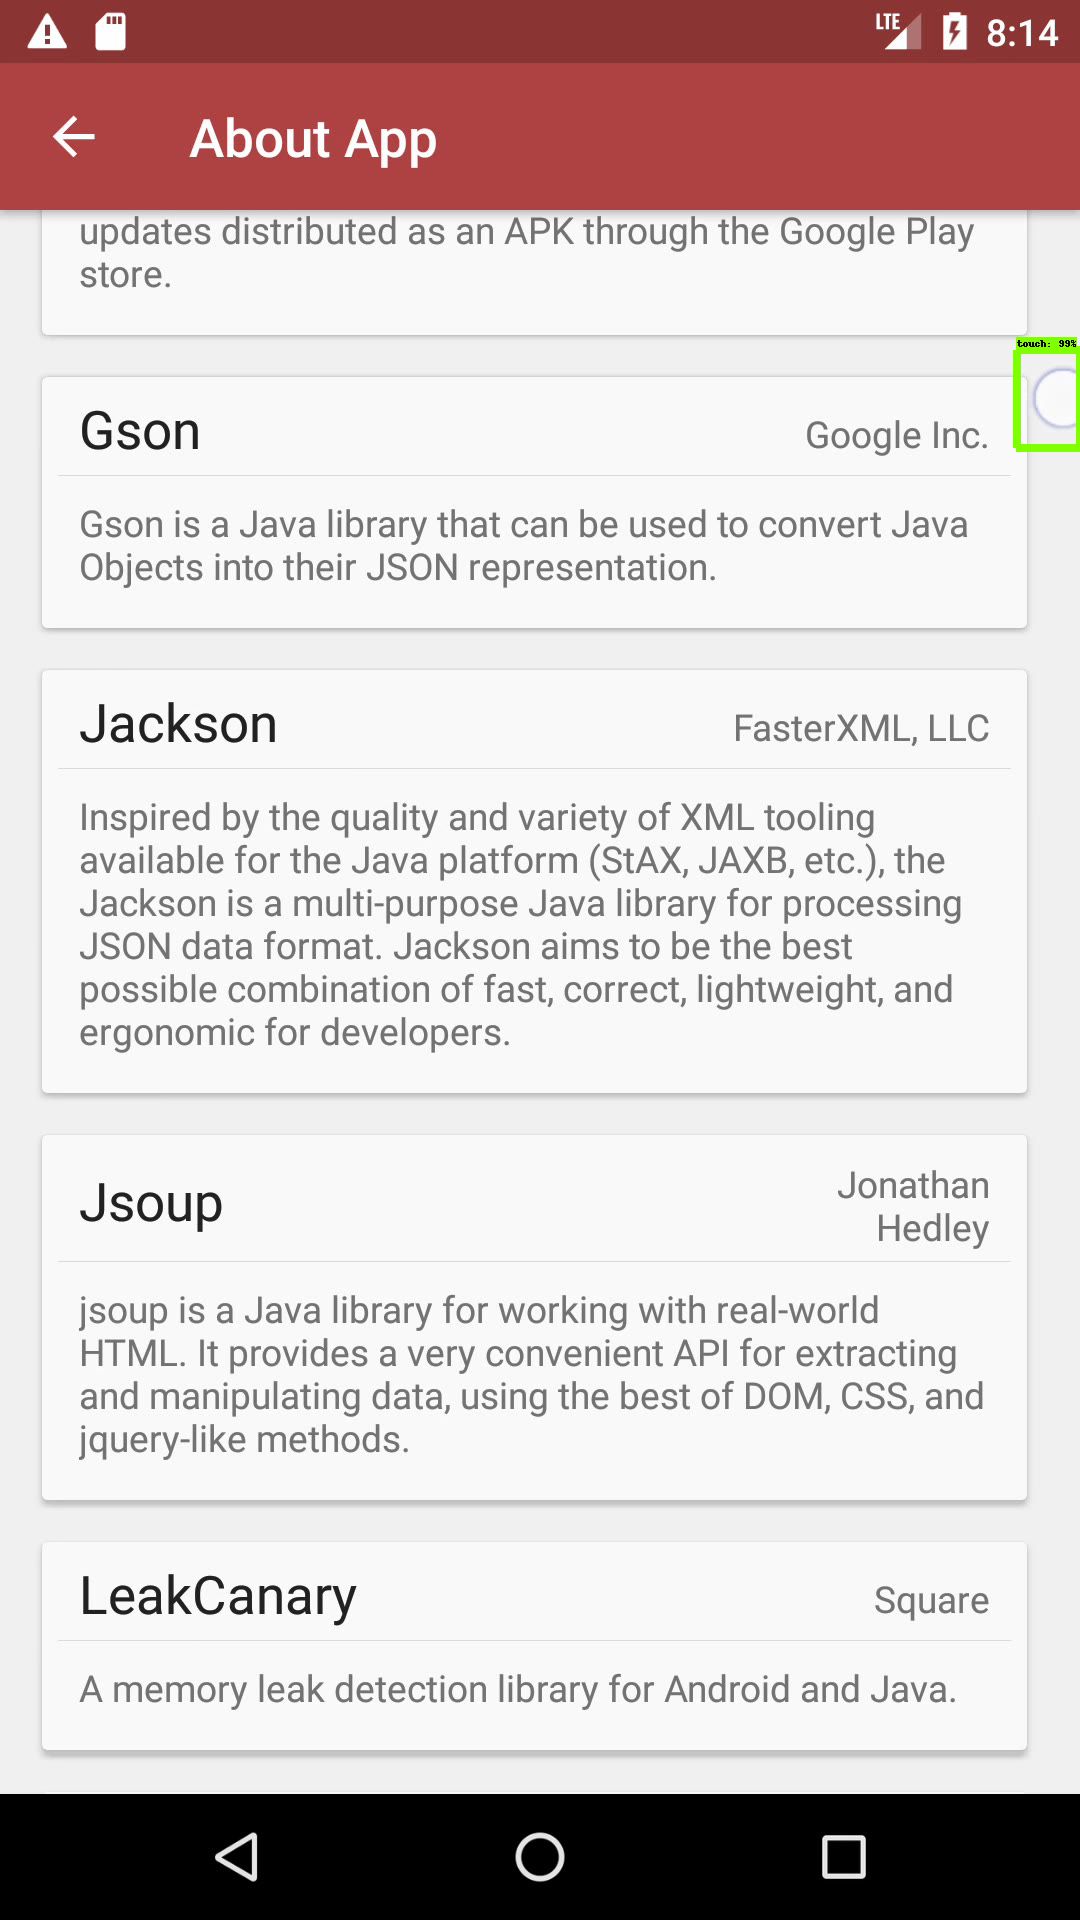 LTE 8:14
About App
updates distributed as an APK through the Google Play
store.
touch: 99%
Gson Google Inc.
Gson is a Java library that can be used to convert Java
Objects into their JSON representation.
Jackson FasterXML, LLC
Inspired by the quality and variety of XML tooling
available for the Java platform (StAX, JAXB, etc.), the
Jackson is a multi-purpose Java library for processing
JSON data format. Jackson aims to be the best
possible combination of fast, correct, lightweight, and
ergonomic for developers.
Jsoup Jonathan
Hedley
jsoup is a Java library for working with real-world
HTML. It provides a very convenient API for extracting
and manipulating data, using the best of DOM, CSS, and
jquery-like methods.
LeakCanary Square
A memory leak detection library for Android and Java.